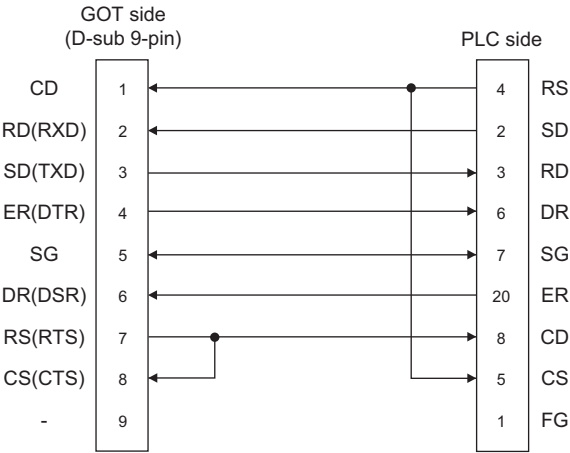 GOT side
(D-sub 9-pin)
PLC side
CD 1 4 RS
RD(RXD) 2 2 SD
SD(TXD) 3 3 RD
ER(DTR) 4 6 DR
SG 5 7 SG
DR(DSR) 6 20 ER
RS(RTS) 7 8 CD
CS(CTS) 8 5 CS
- 9 1 FG